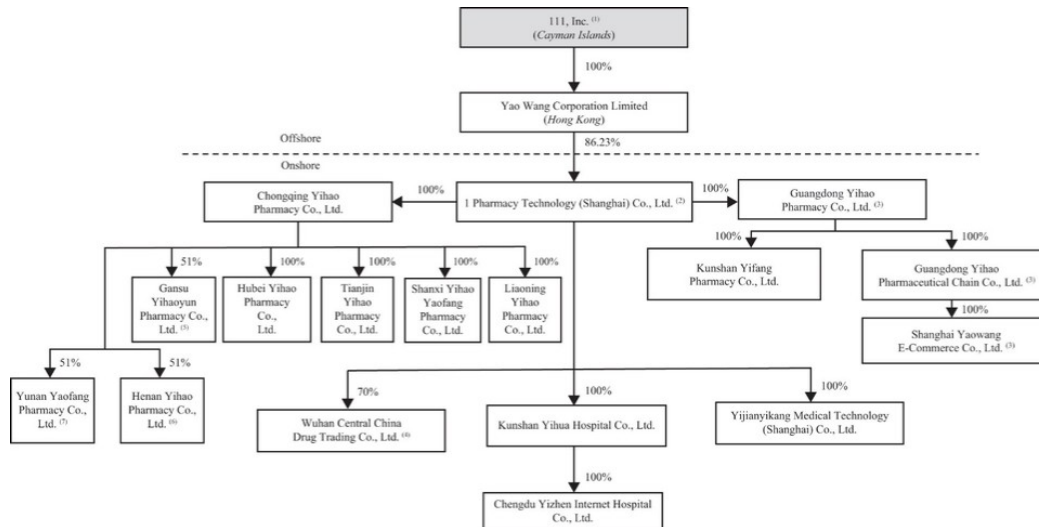 111, Inc. (1)
(Cayman Islands)
100%
Yao Wang Corporation Limited
(Hong Kong)
Offshore
86.23%
Onshore
Chongqing Yihao
Pharmacy Co., Ltd.
100%
1 Pharmacy Technology (Shanghai) Co., Ltd. (2)
100%
Guangdong Yihao
Pharmacy Co., Ltd. (3)
51%
100%
100%
100%
100%
100%
100%
Gansu
Yihaoyun
Pharmacy Co.,
Ltd. (5)
Hubei Yihao
Pharmacy
Co.,
Ltd.
Tianjin
Yihao
Pharmacy
Co., Ltd.
Shanxi Yihao
Yaofang
Pharmacy
Co., Ltd.
Liaoning
Yihao
Pharmacy
Co., Ltd.
Kunshan Yifang
Pharmacy Co., Ltd.
Guangdong Yihao
Pharmaceutical Chain Co., Ltd. (3)
100%
Shanghai Yaowang
E-Commerce Co., Ltd. (3)
51%
51%
Yunan Yaofang
Pharmacy Co.,
Ltd. (7)
Henan Yihao
Pharmacy Co.,
Ltd. (6)
70%
100%
100%
Wuhan Central China
Drug Trading Co., Ltd. (4)
Kunshan Yihua Hospital Co., Ltd.
Yijianyikang Medical Technology
(Shanghai) Co., Ltd.
100%
Chengdu Yizhen Internet Hospital
Co., Ltd.